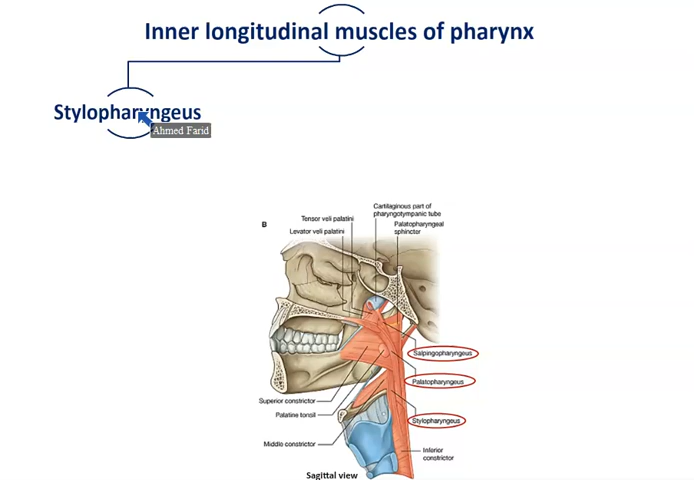 Inner longitudinal muscles of pharynx
Stylopharyngeus
Ahmed Farid
B
Cartilaginous part of
pharyngotympanic tube
Tensor veli palatini
Palatopharyngeal
sphincter
Levator veli palatini
Salpingopharyngeus
Palatopharyngeus
Superior constrictor
Palatine tonsil
Stylopharyngeus
Middle constrictor
Inferior
constrictor
Sagittal view